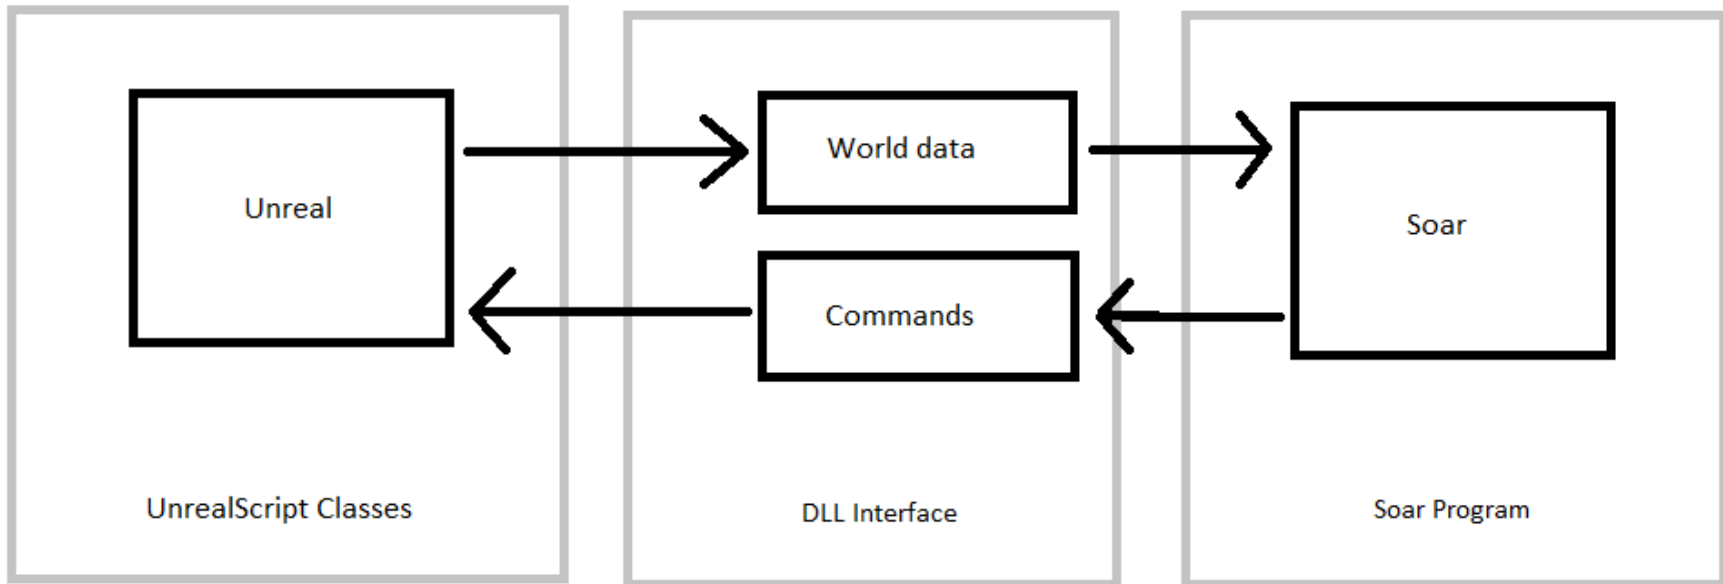 Unreal
World data
Soar
Commands
UnrealScript Classes
DLL Interface
Soar Program